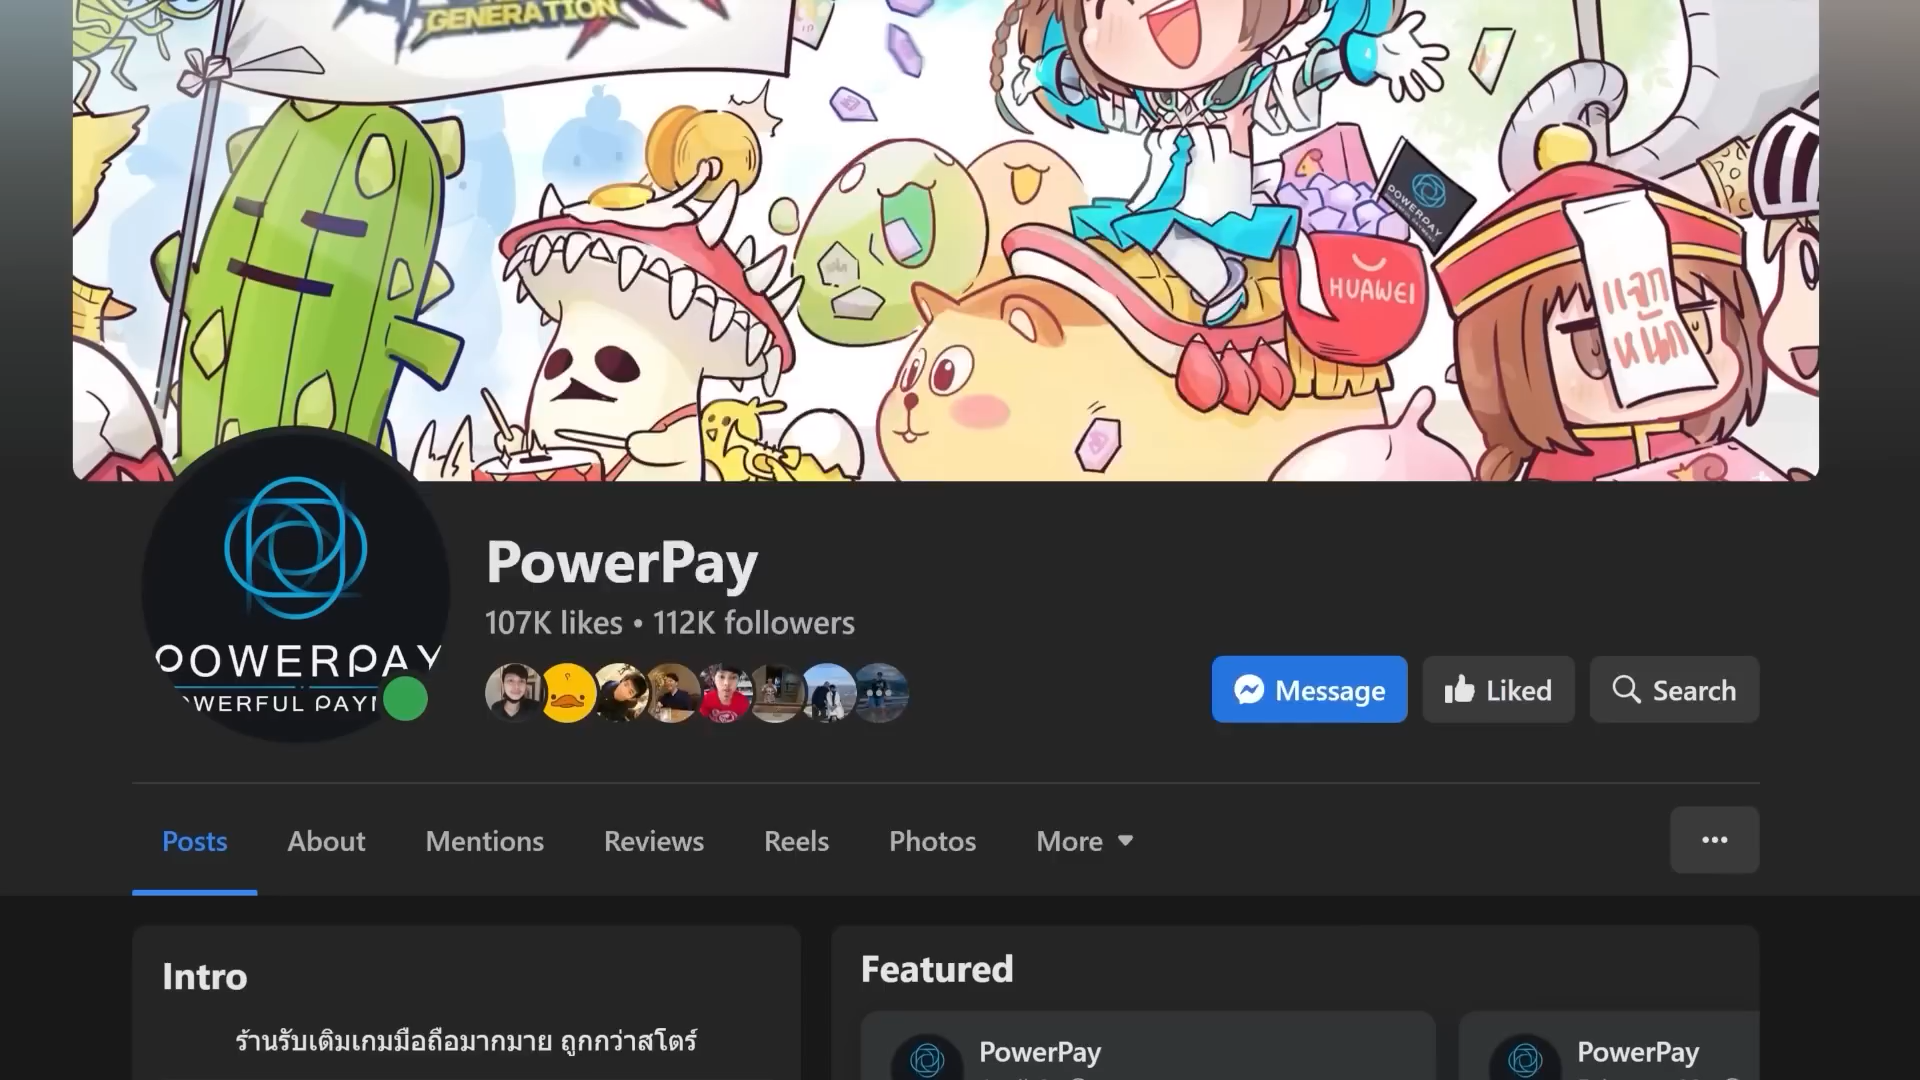 GENERATION
POWERPAY
HUAWEI
แจก
หนัก
POWERPAY
PowerPay
107K likes • 112K followers
Message
Liked
Search
Posts
About
Mentions
Reviews
Reels
Photos
More
Intro
ร้านรับเติมเกมมือถือมากมาย ถูกกว่าสโตร์
Featured
PowerPay
PowerPay